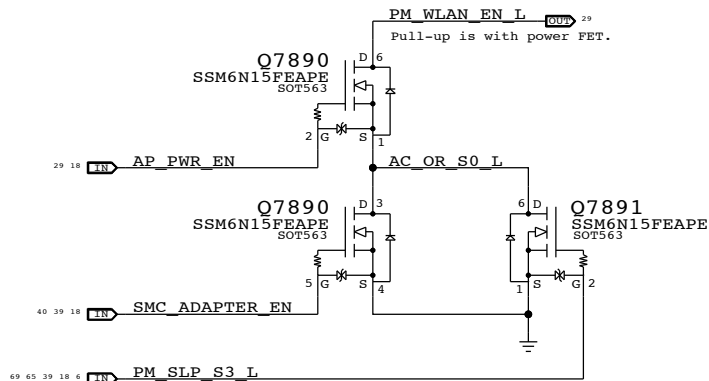 PM_WLAN_EN_L OUT 29
Pull-up is with power FET.
Q7890
D 6
SSM6N15FEAPE
SOT563
2 G S 1
29 18 IN AP_PWR_EN
AC_OR_S0_L
Q7890
D 3
SSM6N15FEAPE
SOT563
6 D
Q7891
SSM6N15FEAPE
SOT563
5 G S 4
1 S G 2
40 39 18 IN SMC_ADAPTER_EN
69 65 39 18 6 IN PM_SLP_S3_L